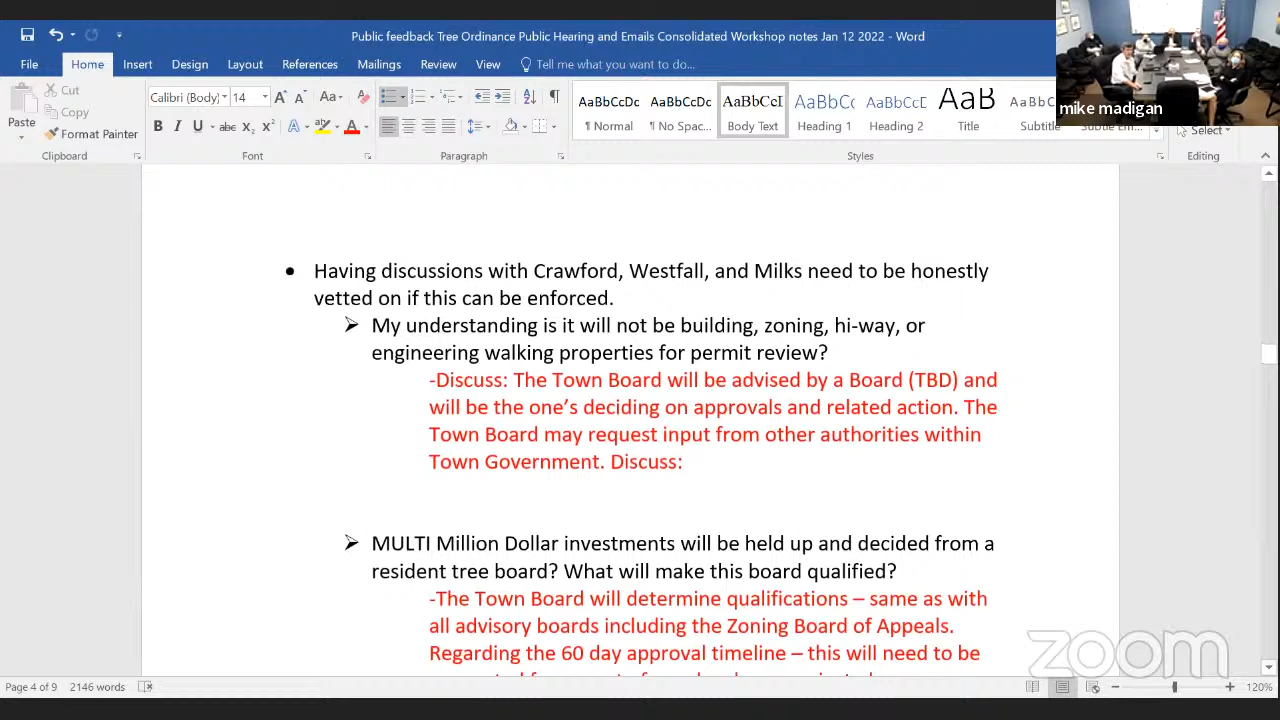 Public feedback Tree Ordinance Public Hearing and Emails Consolidated Workshop notes Jan 12 2022 - Word
File Home Insert Design Layout References Mailings Review View Tell me what you want to do...
mike madigan
Paste
Cut
Copy
Format Painter
Clipboard
Calibri (Body) 14
Font
Paragraph
AaBbCcDc AaBbCcDc AaBbCcI AaBbCc AaBbCcD AaB AaBbCcD
¶ Normal ¶ No Spac... Body Text Heading 1 Heading 2 Title Subtitle
Styles
Select
Editing
• Having discussions with Crawford, Westfall, and Milks need to be honestly
vetted on if this can be enforced.
➢ My understanding is it will not be building, zoning, hi-way, or
engineering walking properties for permit review?
-Discuss: The Town Board will be advised by a Board (TBD) and
will be the one’s deciding on approvals and related action. The
Town Board may request input from other authorities within
Town Government. Discuss:
➢ MULTI Million Dollar investments will be held up and decided from a
resident tree board? What will make this board qualified?
-The Town Board will determine qualifications – same as with
all advisory boards including the Zoning Board of Appeals.
Regarding the 60 day approval timeline – this will need to be
zoom
Page 4 of 9 2146 words
120%